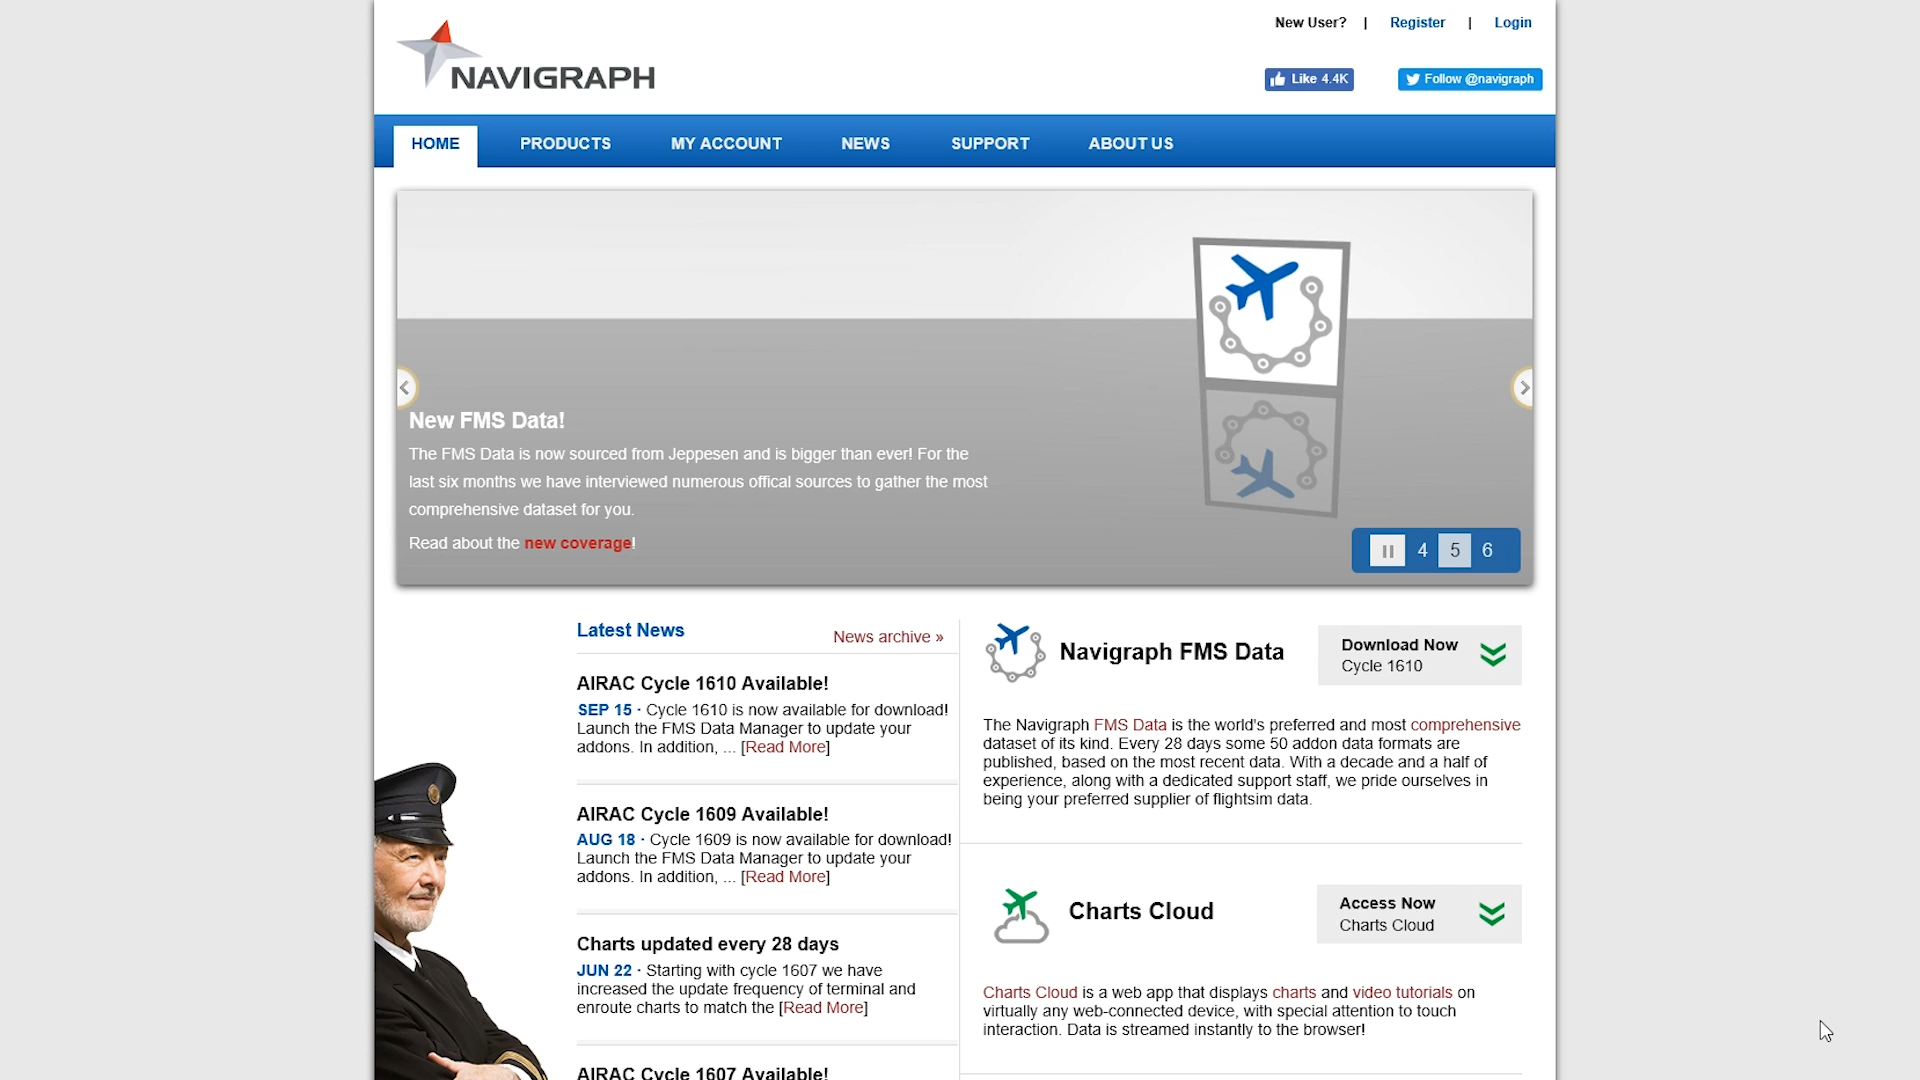 New User? | Register | Login
NAVIGRAPH
Like 4.4K
Follow @navigraph
HOME PRODUCTS MY ACCOUNT NEWS SUPPORT ABOUT US
New FMS Data!
The FMS Data is now sourced from Jeppesen and is bigger than ever! For the
last six months we have interviewed numerous offical sources to gather the most
comprehensive dataset for you.
Read about the new coverage!
4 5 6
Latest News
News archive »
AIRAC Cycle 1610 Available!
SEP 15 · Cycle 1610 is now available for download!
Launch the FMS Data Manager to update your
addons. In addition, ... [Read More]
AIRAC Cycle 1609 Available!
AUG 18 · Cycle 1609 is now available for download!
Launch the FMS Data Manager to update your
addons. In addition, ... [Read More]
Charts updated every 28 days
JUN 22 · Starting with cycle 1607 we have
increased the update frequency of terminal and
enroute charts to match the [Read More]
AIRAC Cycle 1607 Available!
Navigraph FMS Data
Download Now
Cycle 1610
The Navigraph FMS Data is the world's preferred and most comprehensive
dataset of its kind. Every 28 days some 50 addon data formats are
published, based on the most recent data. With a decade and a half of
experience, along with a dedicated support staff, we pride ourselves in
being your preferred supplier of flightsim data.
Charts Cloud
Access Now
Charts Cloud
Charts Cloud is a web app that displays charts and video tutorials on
virtually any web-connected device, with special attention to touch
interaction. Data is streamed instantly to the browser!